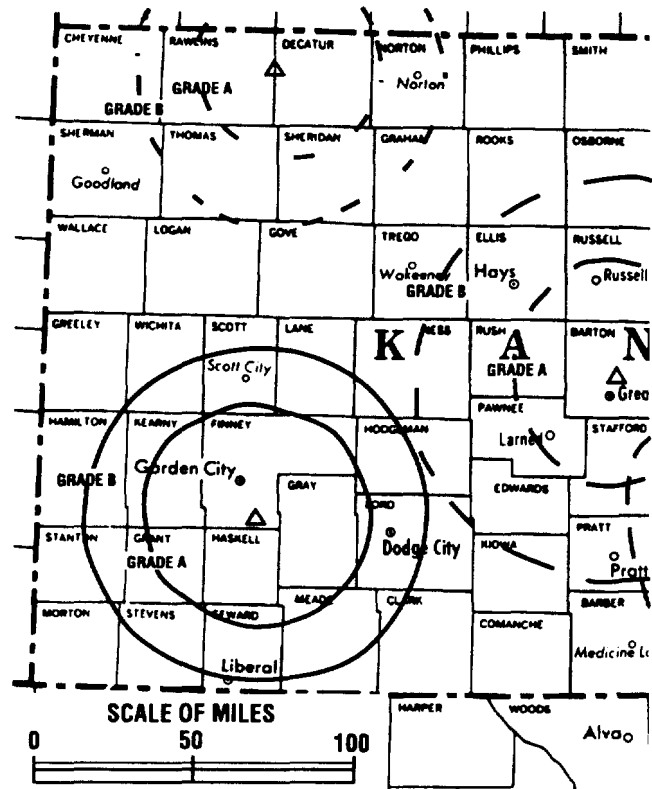 CHEYENNE RAWLINS DECATUR NORTON PHILLIPS SMITH
Norton
GRADE A
GRADE B
SHERMAN THOMAS SHERIDAN GRAHAM ROOKS OSBORNE
Goodland
WALLACE LOGAN GOVE TREGO ELLIS RUSSELL
Wakeeney Hays Russell
GRADE B
GREELEY WICHITA SCOTT LANE NESS RUSH BARTON
K A N
GRADE A
Scott City
Grea
PAWNEE
HAMILTON KEARNY FINNEY HODGEMAN Larned STAFFORD
Garden City
GRADE B
GRAY EDWARDS
FORD
STANTON GRANT HASKELL Dodge City KIOWA PRATT
GRADE A
Pratt
MORTON STEVENS SEWARD MEADE CLARK BARBER
COMANCHE
Medicine Lo
Liberal
HARPER WOODS
SCALE OF MILES
Alva
0 50 100